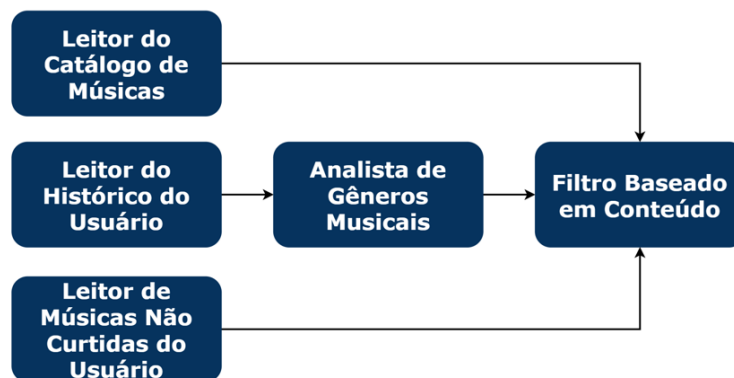 Leitor do
Catálogo de
Músicas
Leitor do
Histórico do
Usuário
Analista de
Gêneros
Musicais
Filtro Baseado
em Conteúdo
Leitor de
Músicas Não
Curtidas do
Usuário